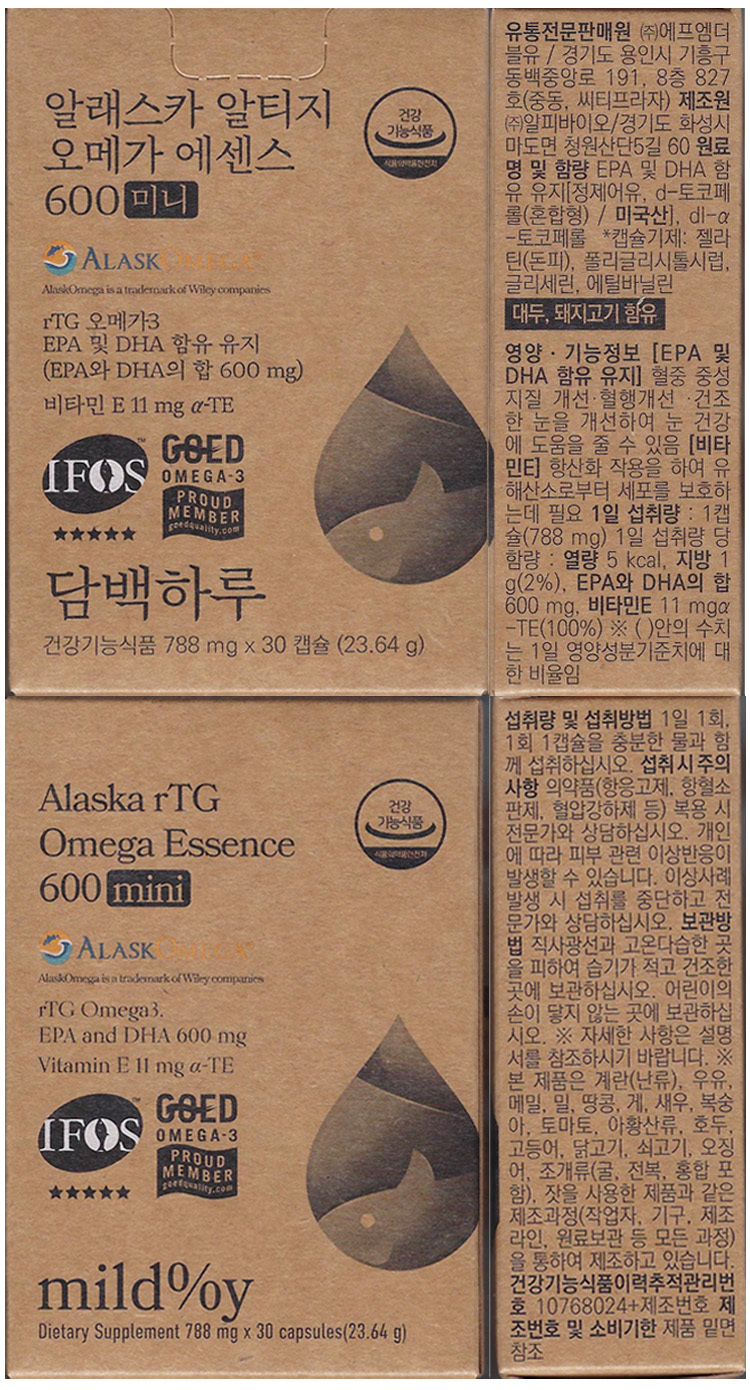 알래스카 알티지
오메가 에센스
600 미니
건강
기능식품
식품의약품안전처
ALASKOMEGA®
AlaskOmega is a trademark of Wiley companies
rTG 오메가3
EPA 및 DHA 함유 유지
(EPA와 DHA의 합 600 mg)
비타민 E 11 mg α-TE
IFOS™
★★★★★
GOED
OMEGA-3
PROUD
MEMBER
goedquality.com
담백하루
건강기능식품 788 mg x 30 캡슐 (23.64 g)
유통전문판매원 ㈜에프엠더
블유 / 경기도 용인시 기흥구
동백중앙로 191, 8층 827
호(중동, 씨티프라자) 제조원
㈜알피바이오/경기도 화성시
마도면 청원산단5길 60 원료
명 및 함량 EPA 및 DHA 함
유 유지[정제어유, d-토코페
롤(혼합형) / 미국산], dl-α
-토코페롤 *캡슐기제: 젤라
틴(돈피), 폴리글리시톨시럽,
글리세린, 에틸바닐린
대두, 돼지고기 함유
영양·기능정보 [EPA 및
DHA 함유 유지] 혈중 중성
지질 개선·혈행개선 ·건조
한 눈을 개선하여 눈 건강
에 도움을 줄 수 있음 [비타
민E] 항산화 작용을 하여 유
해산소로부터 세포를 보호하
는데 필요 1일 섭취량 : 1캡
슐(788 mg) 1일 섭취량 당
함량 : 열량 5 kcal, 지방 1
g(2%), EPA와 DHA의 합
600 mg, 비타민E 11 mgα
-TE(100%) ※ ( )안의 수치
는 1일 영양성분기준치에 대
한 비율임
Alaska rTG
Omega Essence
600 mini
건강
기능식품
식품의약품안전처
ALASKOMEGA®
AlaskOmega is a trademark of Wiley companies
rTG Omega3.
EPA and DHA 600 mg
Vitamin E 11 mg α-TE
IFOS™
★★★★★
GOED
OMEGA-3
PROUD
MEMBER
goedquality.com
mild%y
Dietary Supplement 788 mg x 30 capsules(23.64 g)
섭취량 및 섭취방법 1일 1회,
1회 1캡슐을 충분한 물과 함
께 섭취하십시오. 섭취 시 주의
사항 의약품(항응고제, 항혈소
판제, 혈압강하제 등) 복용 시
전문가와 상담하십시오. 개인
에 따라 피부 관련 이상반응이
발생할 수 있습니다. 이상사례
발생 시 섭취를 중단하고 전
문가와 상담하십시오. 보관방
법 직사광선과 고온다습한 곳
을 피하여 습기가 적고 건조한
곳에 보관하십시오. 어린이의
손이 닿지 않는 곳에 보관하십
시오. ※ 자세한 사항은 설명
서를 참조하시기 바랍니다. ※
본 제품은 계란(난류), 우유,
메밀, 밀, 땅콩, 게, 새우, 복숭
아, 토마토, 아황산류, 호두,
고등어, 닭고기, 쇠고기, 오징
어, 조개류(굴, 전복, 홍합 포
함), 잣을 사용한 제품과 같은
제조과정(작업자, 기구, 제조
라인, 원료보관 등 모든 과정)
을 통하여 제조하고 있습니다.
건강기능식품이력추적관리번
호 10768024+제조번호 제
조번호 및 소비기한 제품 밑면
참조